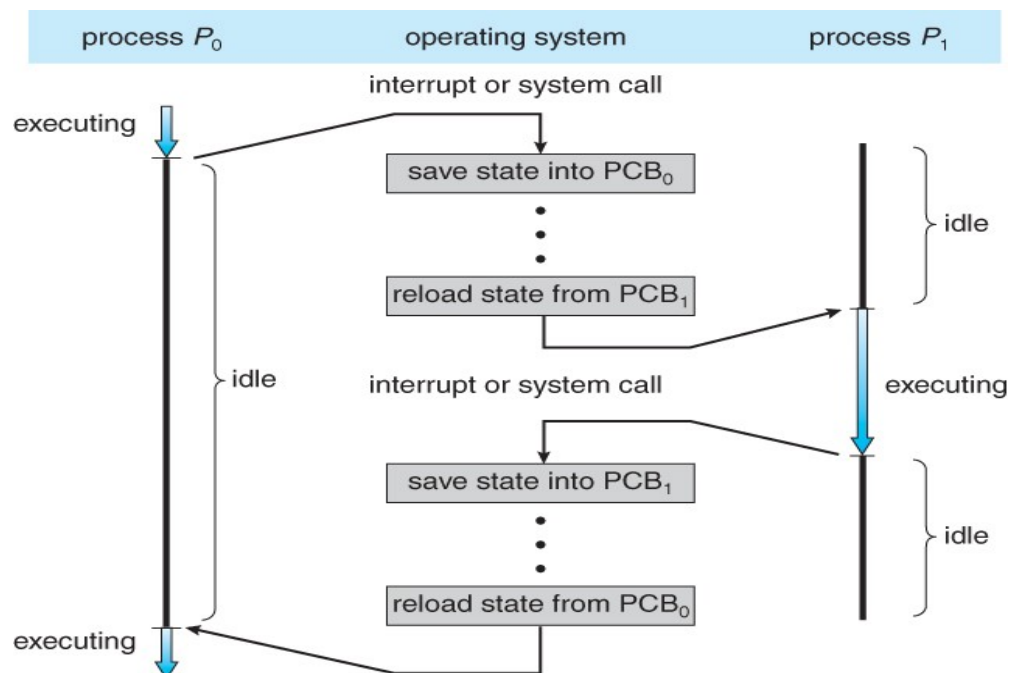 process P₀ operating system process P₁
interrupt or system call
executing
save state into PCB₀
idle
reload state from PCB₁
idle
interrupt or system call
executing
save state into PCB₁
idle
reload state from PCB₀
executing